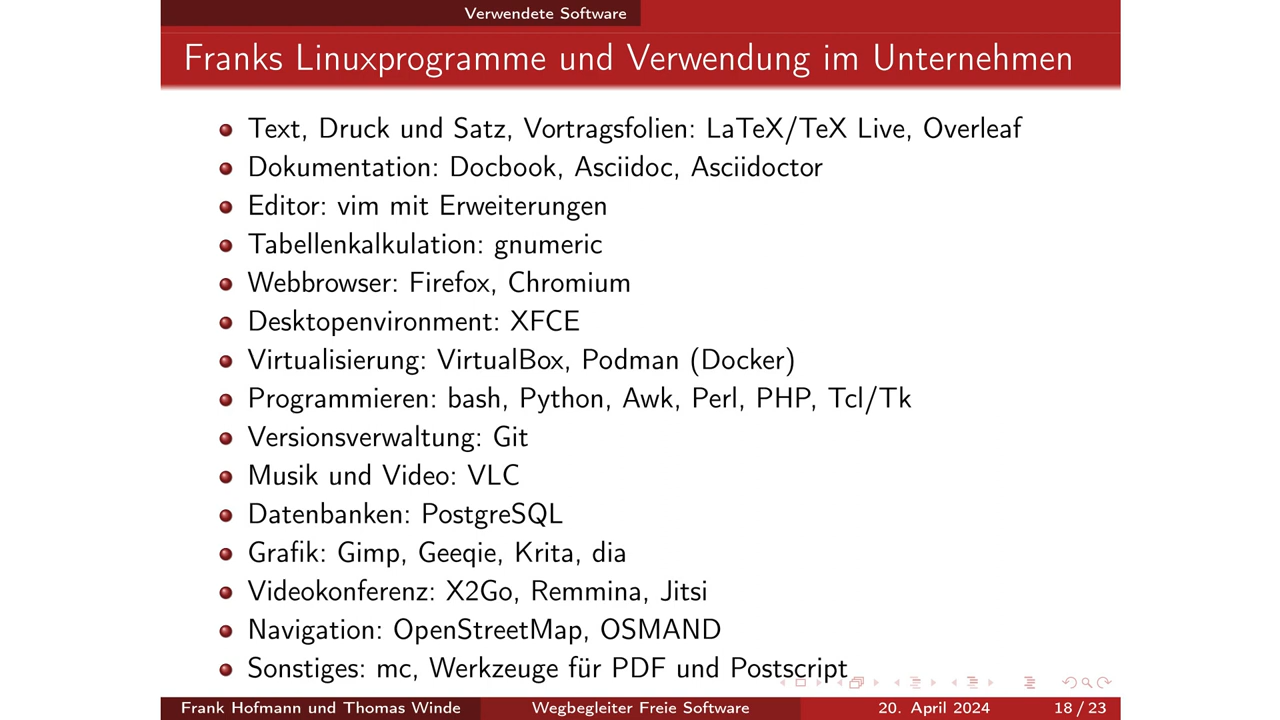 Verwendete Software
Franks Linuxprogramme und Verwendung im Unternehmen
Text, Druck und Satz, Vortragsfolien: LaTeX/TeX Live, Overleaf
Dokumentation: Docbook, Asciidoc, Asciidoctor
Editor: vim mit Erweiterungen
Tabellenkalkulation: gnumeric
Webbrowser: Firefox, Chromium
Desktopenvironment: XFCE
Virtualisierung: VirtualBox, Podman (Docker)
Programmieren: bash, Python, Awk, Perl, PHP, Tcl/Tk
Versionsverwaltung: Git
Musik und Video: VLC
Datenbanken: PostgreSQL
Grafik: Gimp, Geeqie, Krita, dia
Videokonferenz: X2Go, Remmina, Jitsi
Navigation: OpenStreetMap, OSMAND
Sonstiges: mc, Werkzeuge für PDF und Postscript
Frank Hofmann und Thomas Winde Wegbegleiter Freie Software 20. April 2024 18 / 23